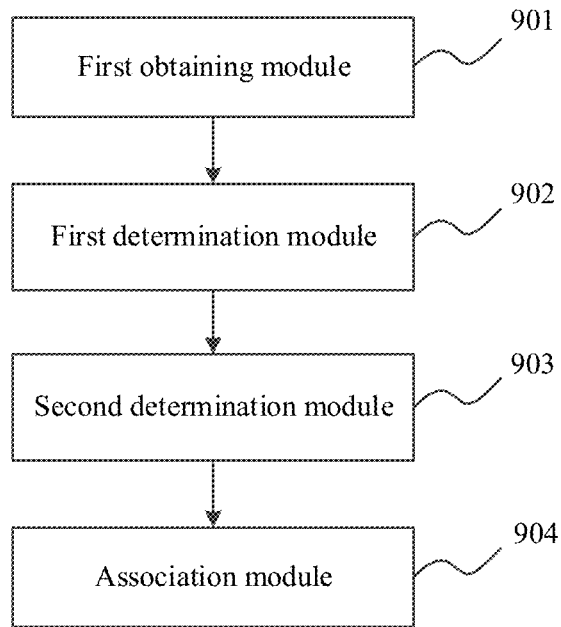 901
First obtaining module
902
First determination module
903
Second determination module
904
Association module